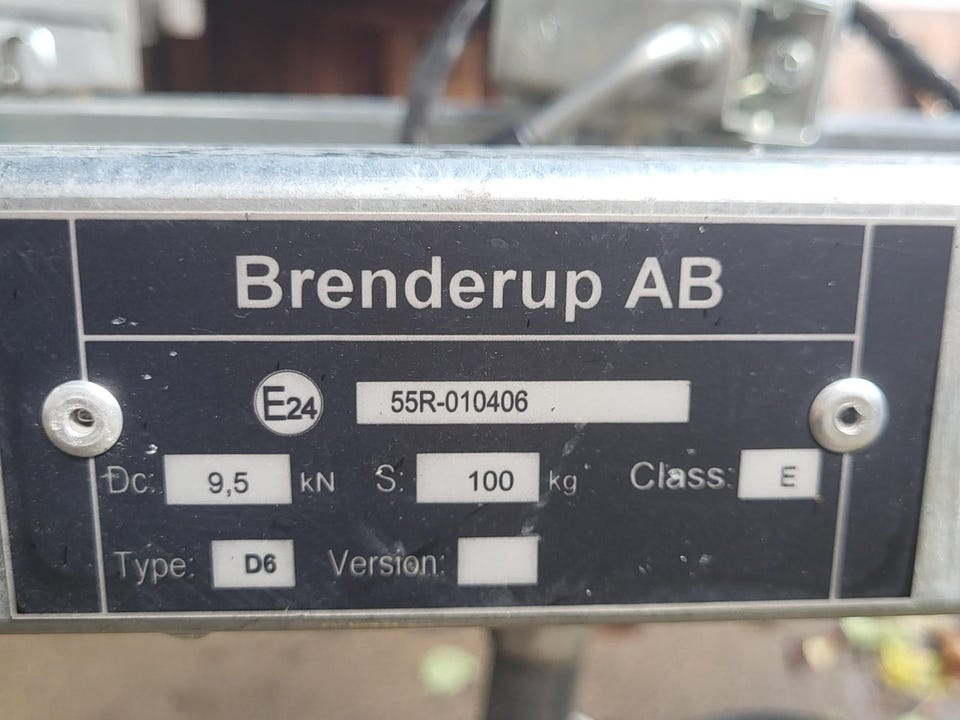 Brenderup AB
E24 55R-010406
Dc: 9,5 kN S: 100 kg Class: E
Type: D6 Version: